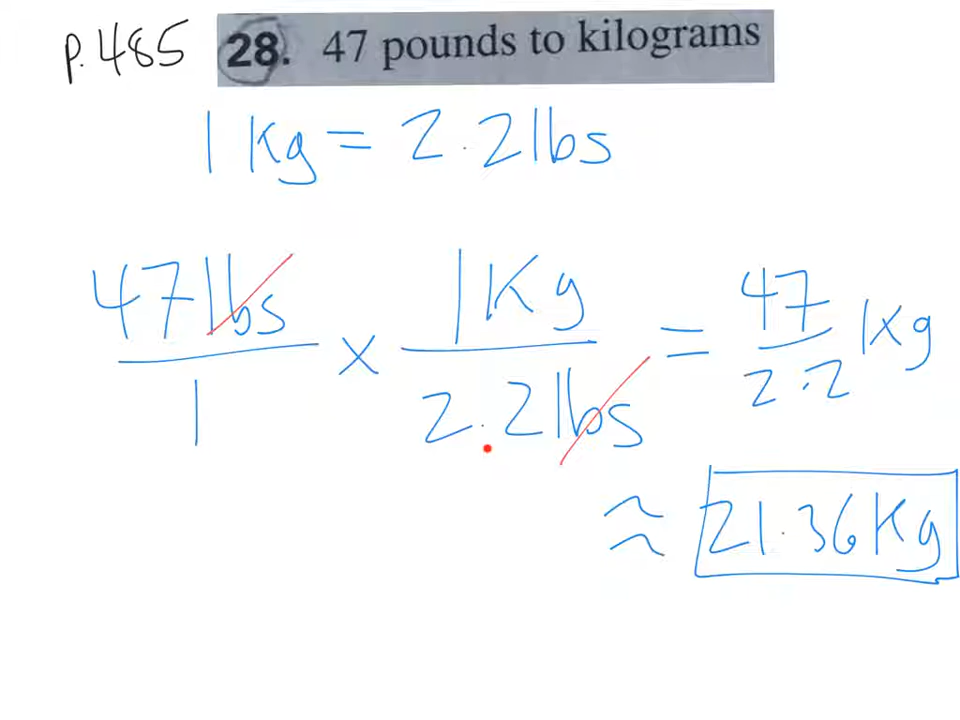 p.485 28. 47 pounds to kilograms
1 Kg = 2.2 lbs
47 lbs / 1 × 1 Kg / 2.2 lbs = 47 / 2.2 Kg
≈ 21.36 Kg